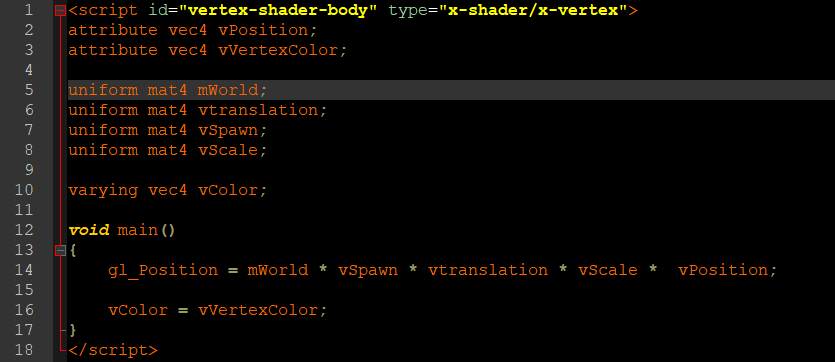 1 <script id="vertex-shader-body" type="x-shader/x-vertex">
2 attribute vec4 vPosition;
3 attribute vec4 vVertexColor;
4
5 uniform mat4 mWorld;
6 uniform mat4 vtranslation;
7 uniform mat4 vSpawn;
8 uniform mat4 vScale;
9
10 varying vec4 vColor;
11
12 void main()
13 {
14     gl_Position = mWorld * vSpawn * vtranslation * vScale *  vPosition;
15
16     vColor = vVertexColor;
17 }
18 </script>